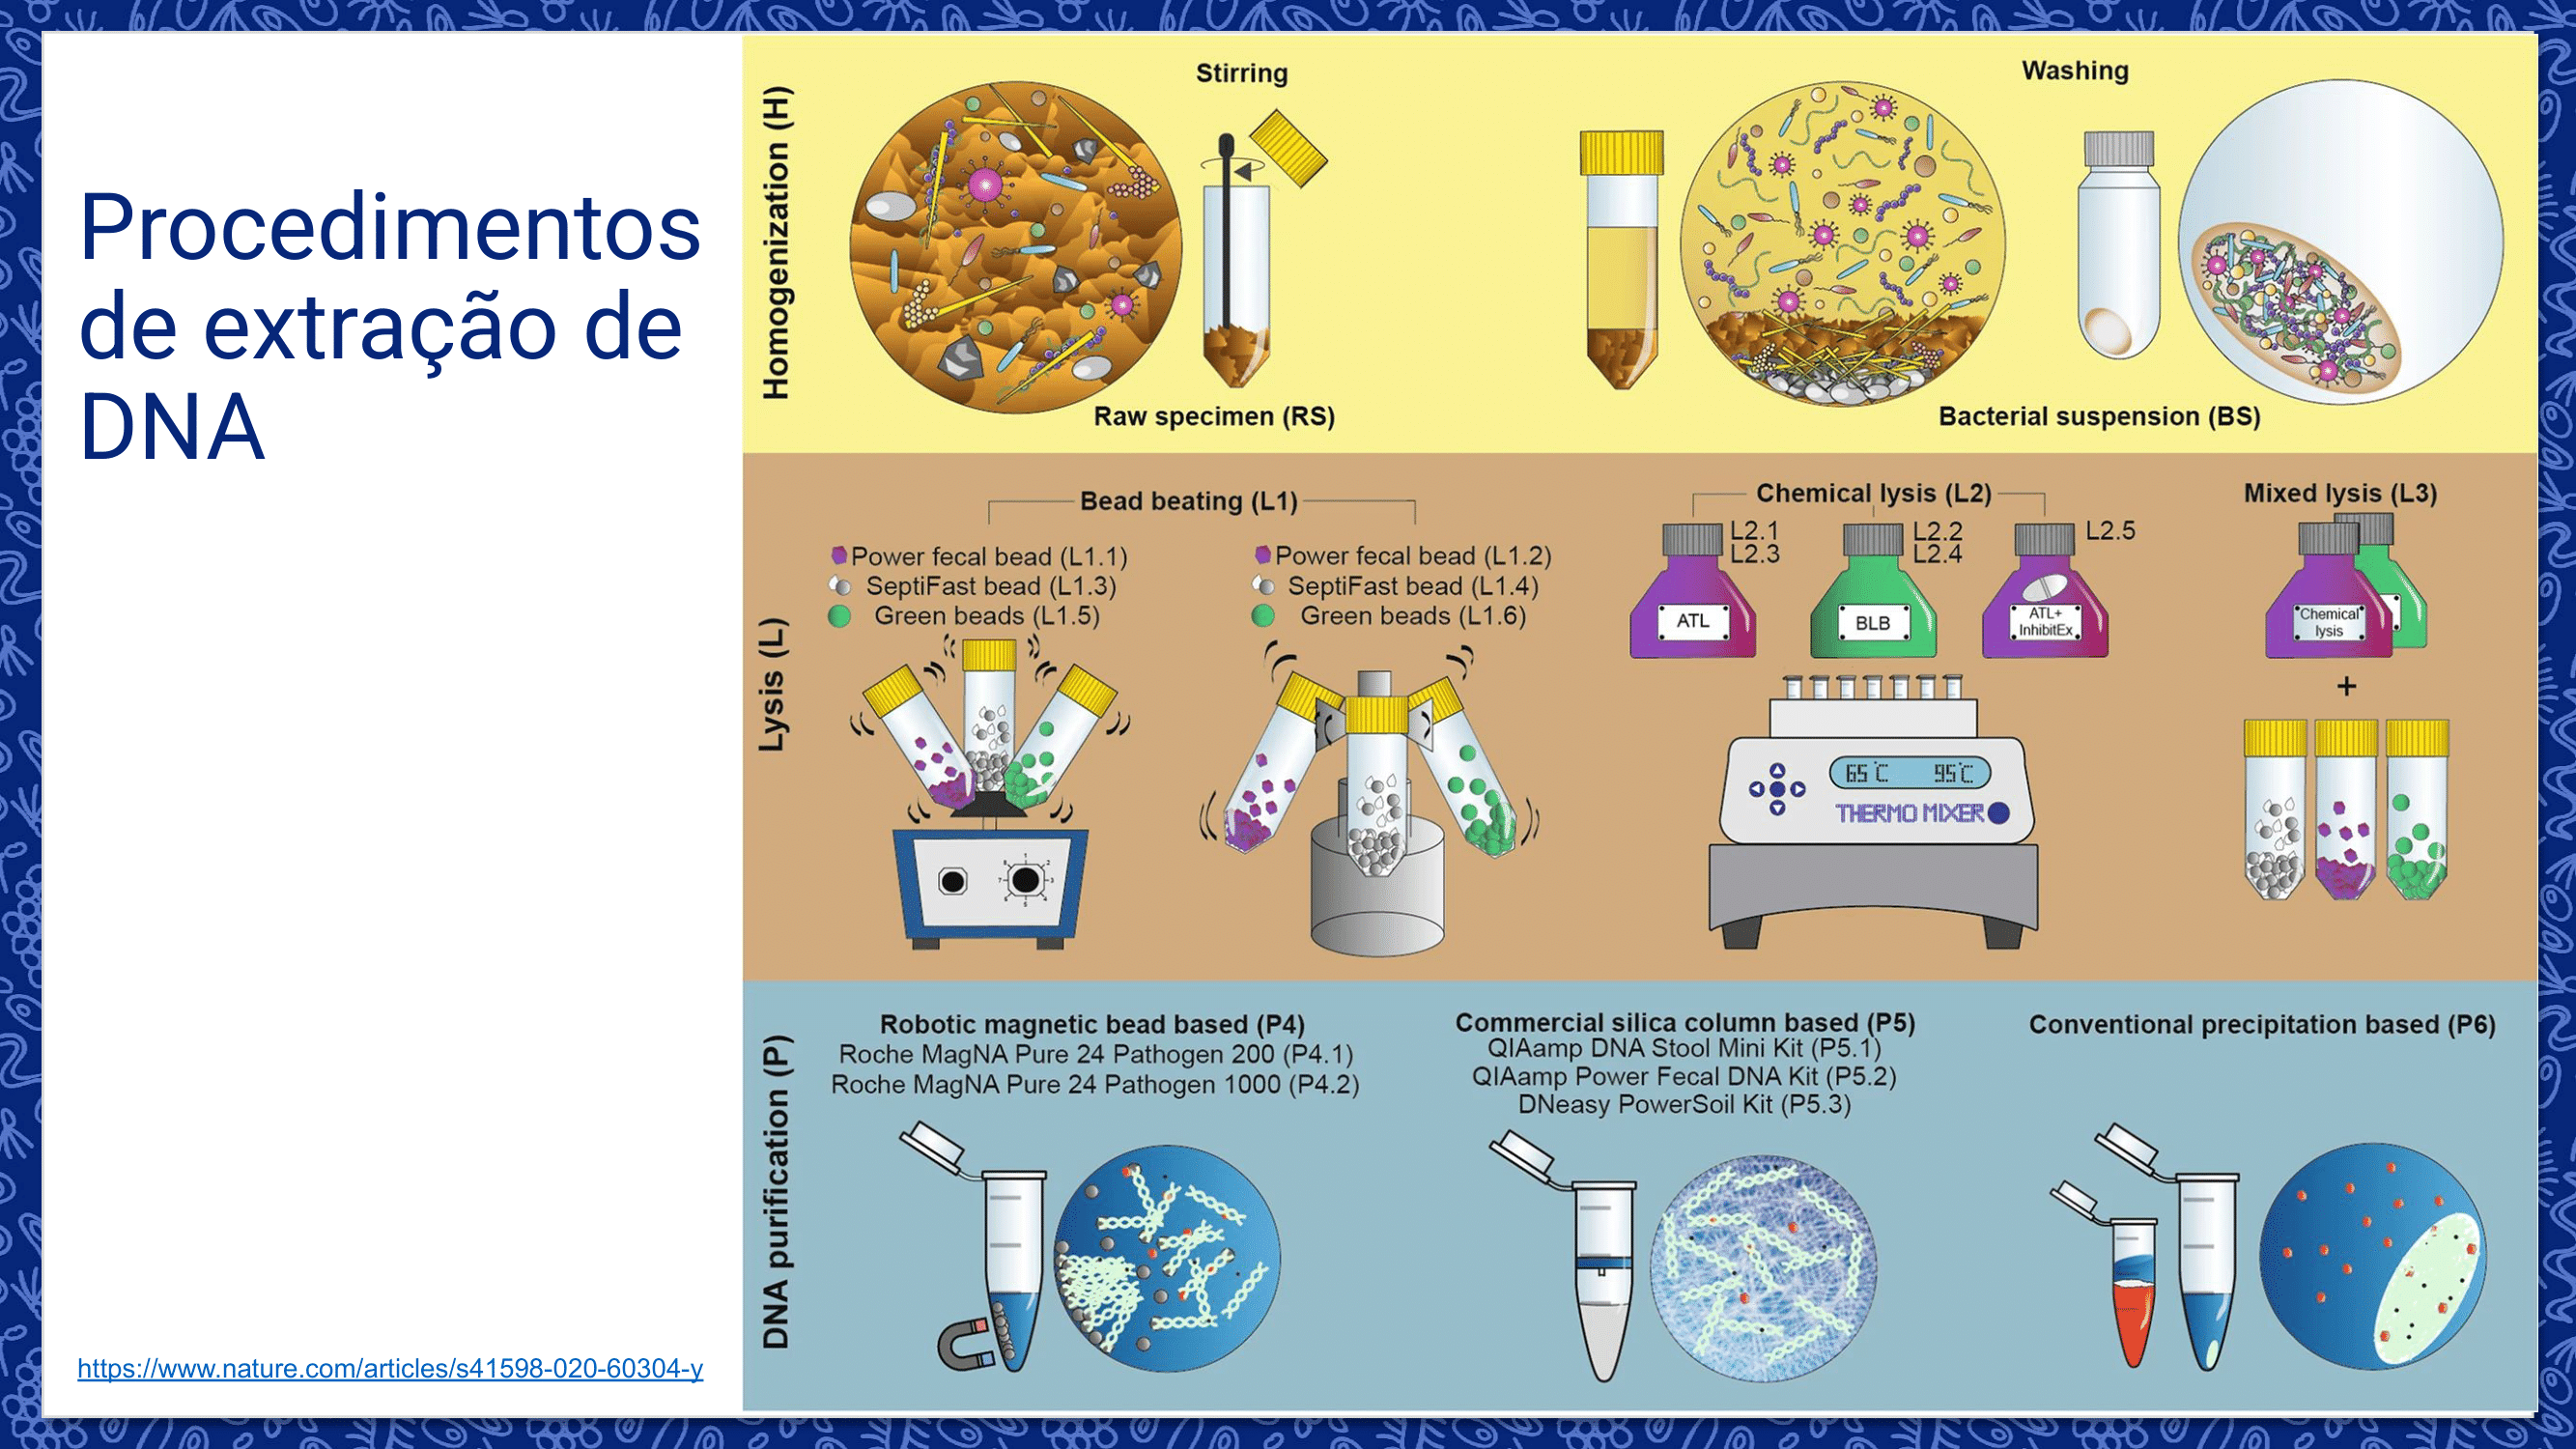 Procedimentos
de extração de
DNA
https://www.nature.com/articles/s41598-020-60304-y
Homogenization (H)
Stirring
Raw specimen (RS)
Washing
Bacterial suspension (BS)
Lysis (L)
Bead beating (L1)
Power fecal bead (L1.1)
SeptiFast bead (L1.3)
Green beads (L1.5)
Power fecal bead (L1.2)
SeptiFast bead (L1.4)
Green beads (L1.6)
Chemical lysis (L2)
L2.1
L2.3
ATL
L2.2
L2.4
BLB
L2.5
ATL+
InhibitEx
65°C 95°C
THERMO MIXER
Mixed lysis (L3)
Chemical
lysis
+
DNA purification (P)
Robotic magnetic bead based (P4)
Roche MagNA Pure 24 Pathogen 200 (P4.1)
Roche MagNA Pure 24 Pathogen 1000 (P4.2)
Commercial silica column based (P5)
QIAamp DNA Stool Mini Kit (P5.1)
QIAamp Power Fecal DNA Kit (P5.2)
DNeasy PowerSoil Kit (P5.3)
Conventional precipitation based (P6)